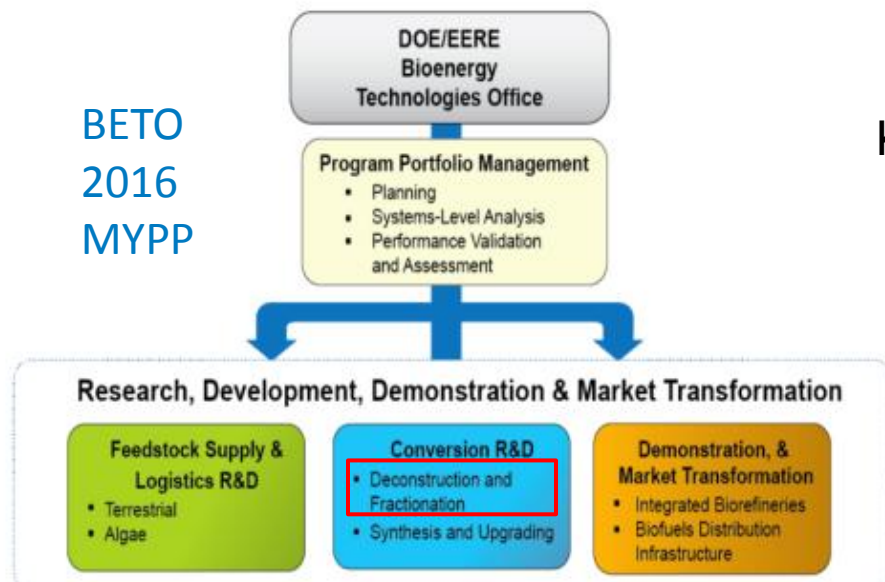 DOE/EERE
Bioenergy
Technologies Office
BETO
2016
MYPP
Program Portfolio Management
▪ Planning
▪ Systems-Level Analysis
▪ Performance Validation
and Assessment
Research, Development, Demonstration & Market Transformation
Feedstock Supply &
Logistics R&D
▪ Terrestrial
▪ Algae
Conversion R&D
▪ Deconstruction and
Fractionation
▪ Synthesis and Upgrading
Demonstration, &
Market Transformation
▪ Integrated Biorefineries
▪ Biofuels Distribution
Infrastructure